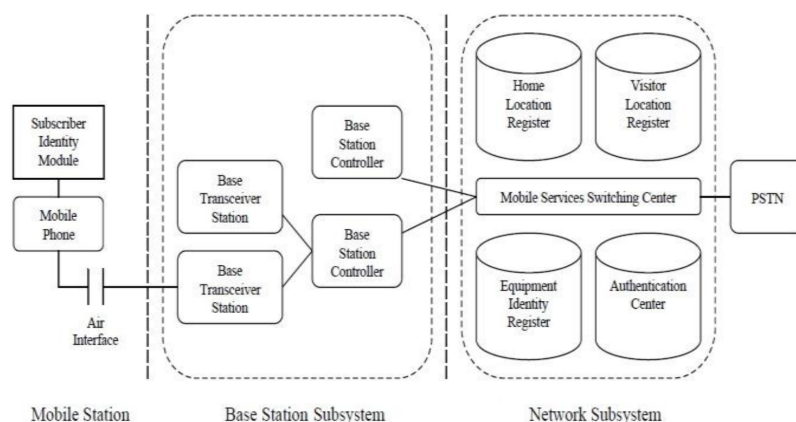 Subscriber
Identity
Module
Mobile
Phone
Air
Interface
Base
Transceiver
Station
Base
Transceiver
Station
Base
Station
Controller
Base
Station
Controller
Home
Location
Register
Visitor
Location
Register
Mobile Services Switching Center
Equipment
Identity
Register
Authentication
Center
PSTN
Mobile Station
Base Station Subsystem
Network Subsystem